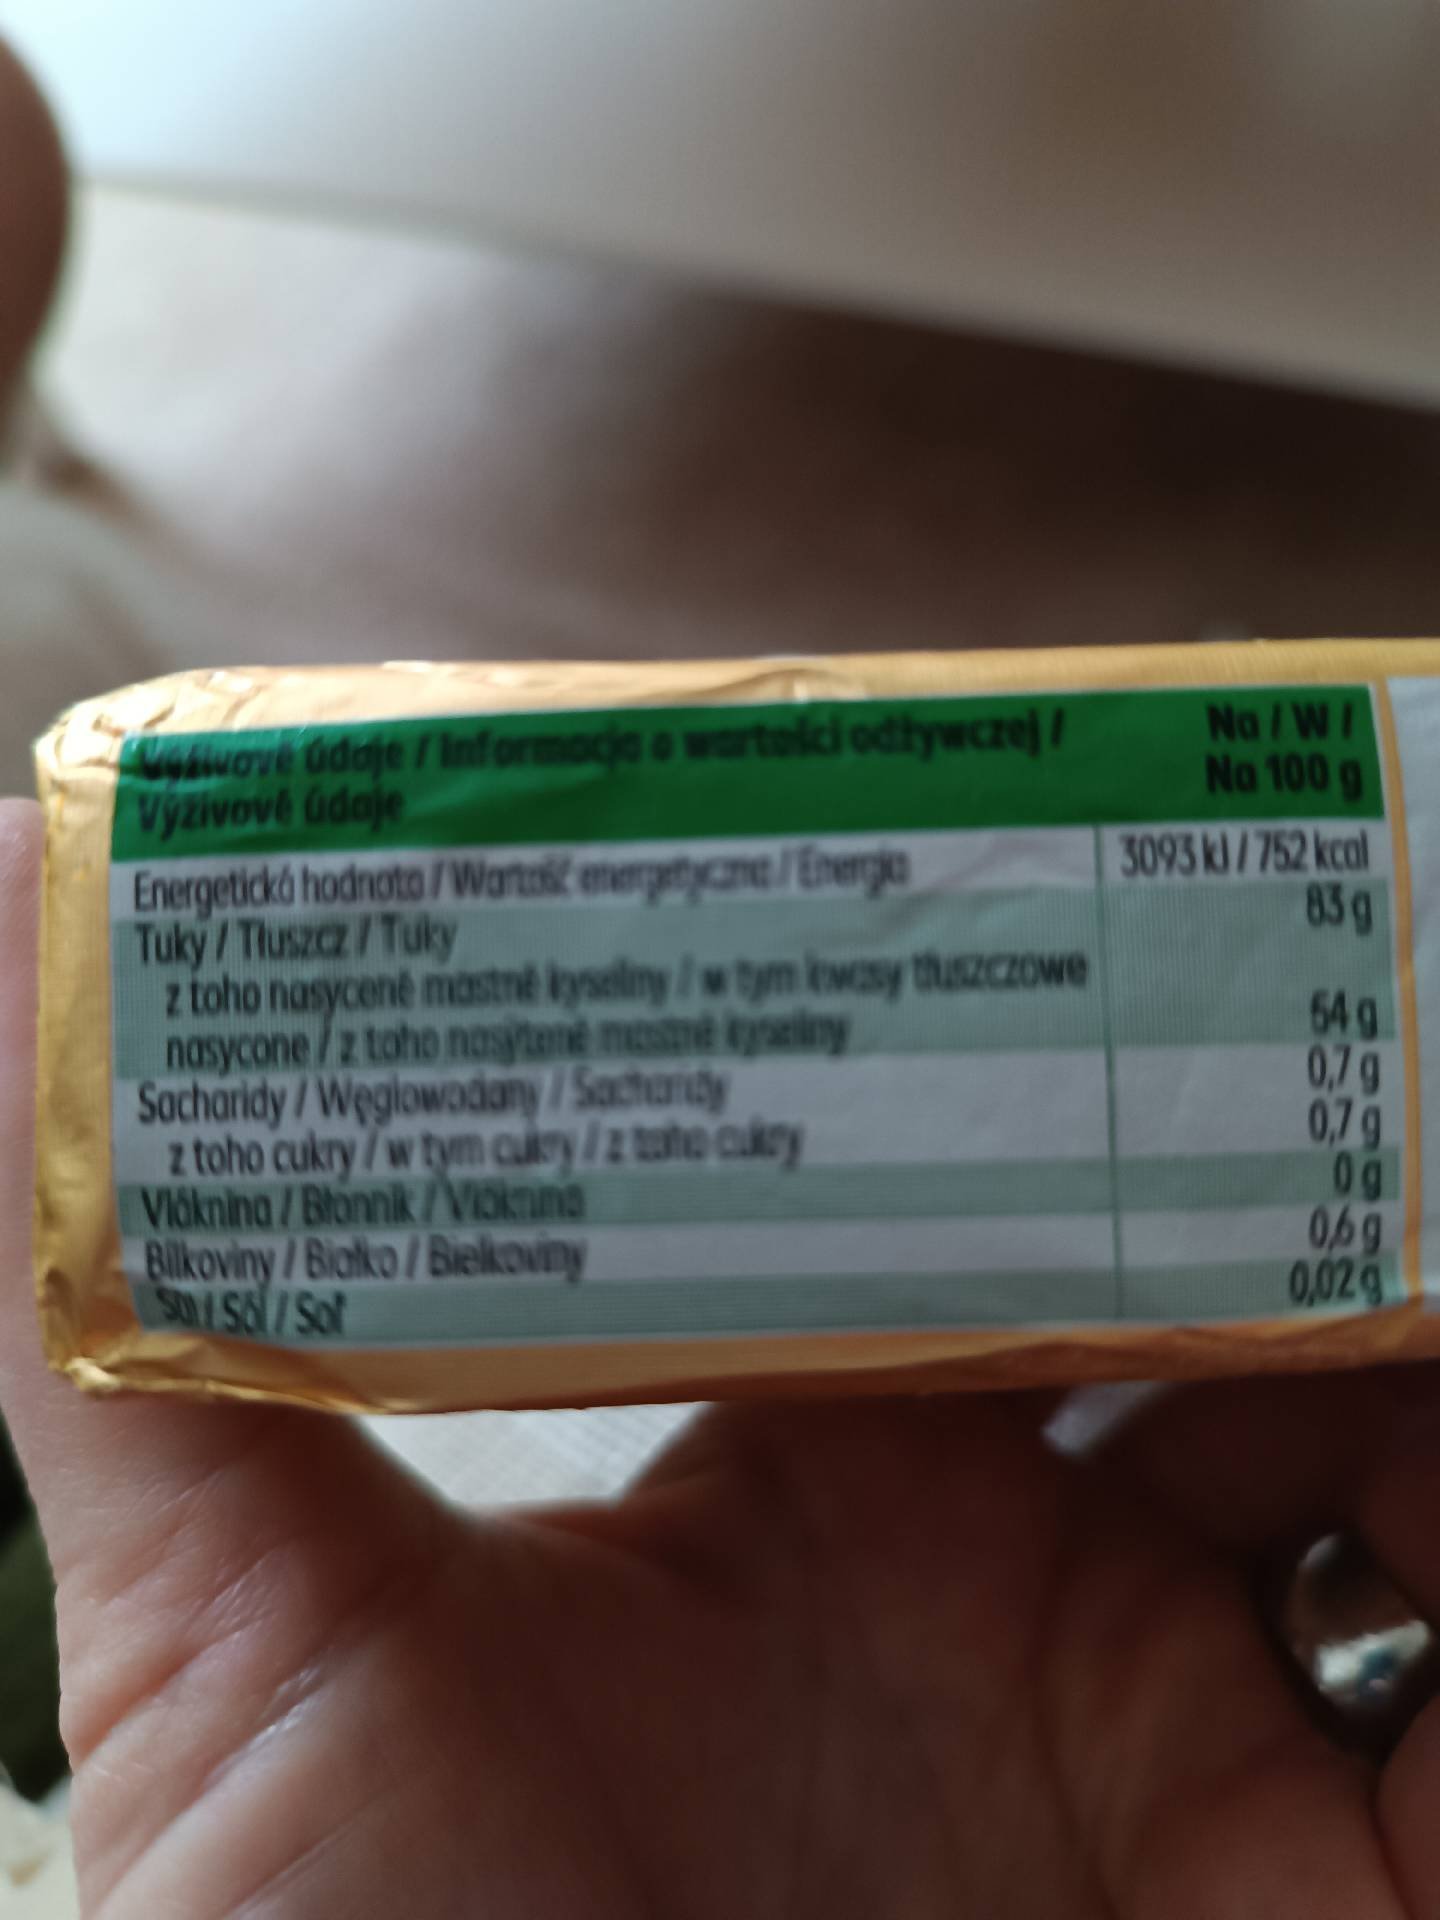 Výživové údaje / Informacja o wartości odżywczej /
Výživové údaje
Na / W /
Na 100 g
Energetická hodnota / Wartość energetyczna / Energia
3093 kJ / 752 kcal
Tuky / Tłuszcz / Tuky
83 g
z toho nasycené mastné kyseliny / w tym kwasy tłuszczowe
nasycone / z toho nasýtené mastné kyseliny
54 g
Sacharidy / Węglowodany / Sacharidy
0,7 g
z toho cukry / w tym cukry / z toho cukry
0,7 g
Vláknina / Błonnik / Vláknina
0 g
Bílkoviny / Białko / Bielkoviny
0,6 g
Sůl / Sól / Soľ
0,02 g